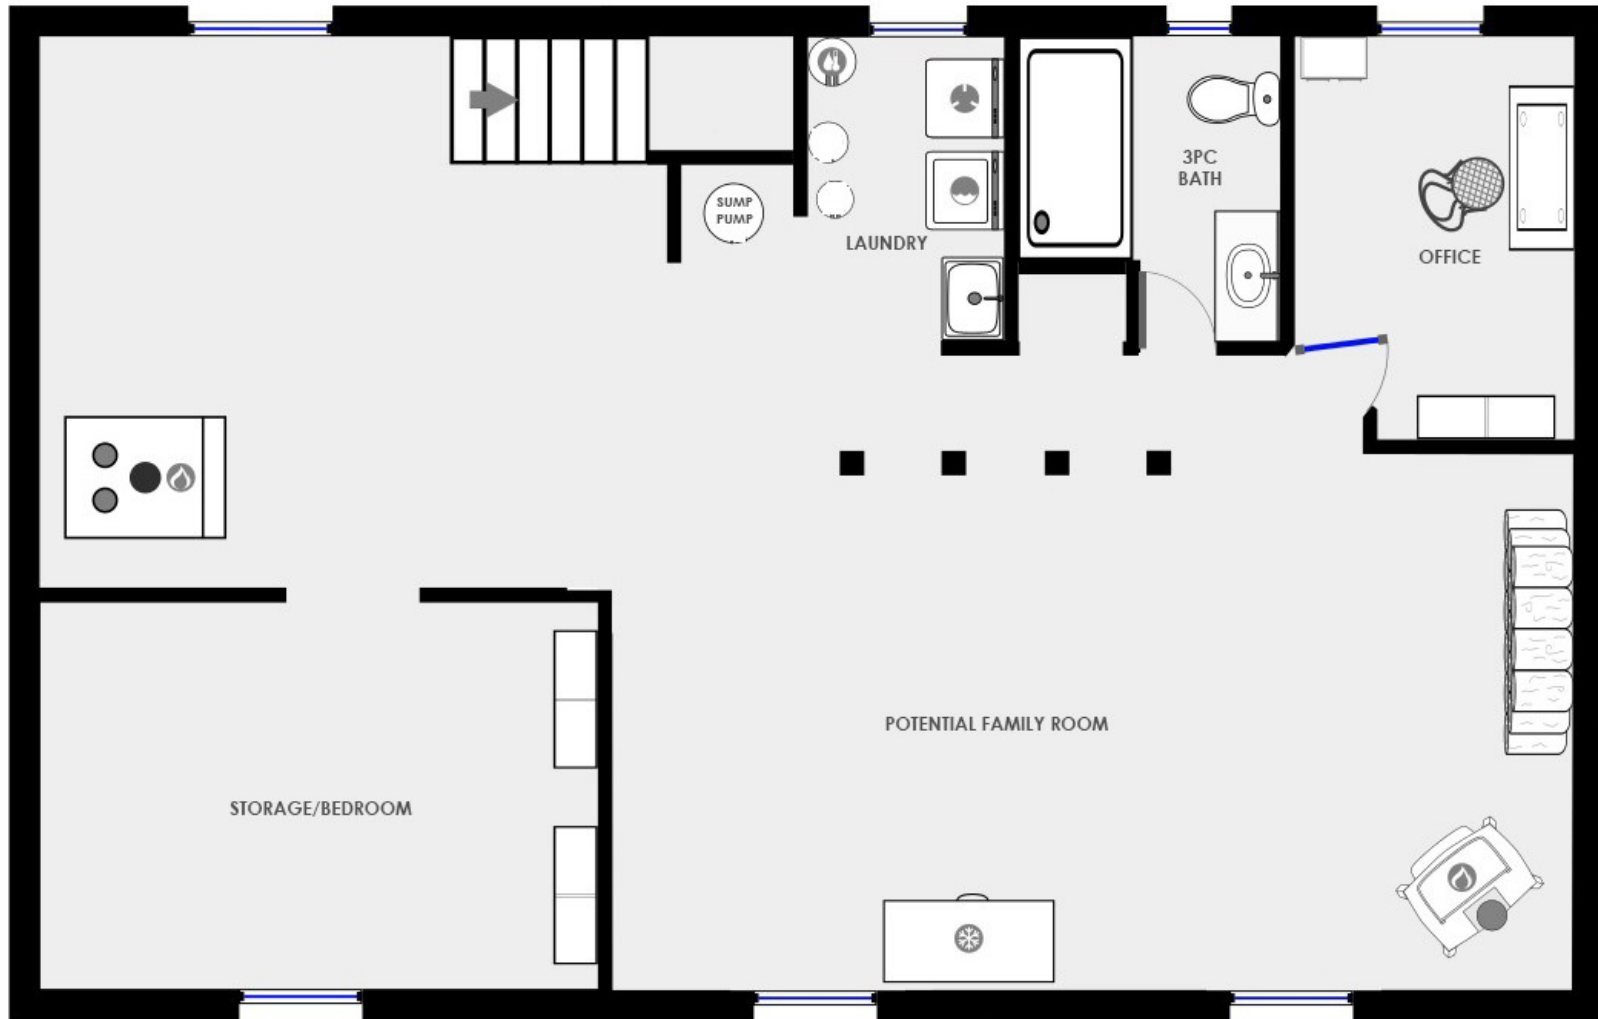 3PC
BATH
SUMP
PUMP
LAUNDRY
OFFICE
POTENTIAL FAMILY ROOM
STORAGE/BEDROOM